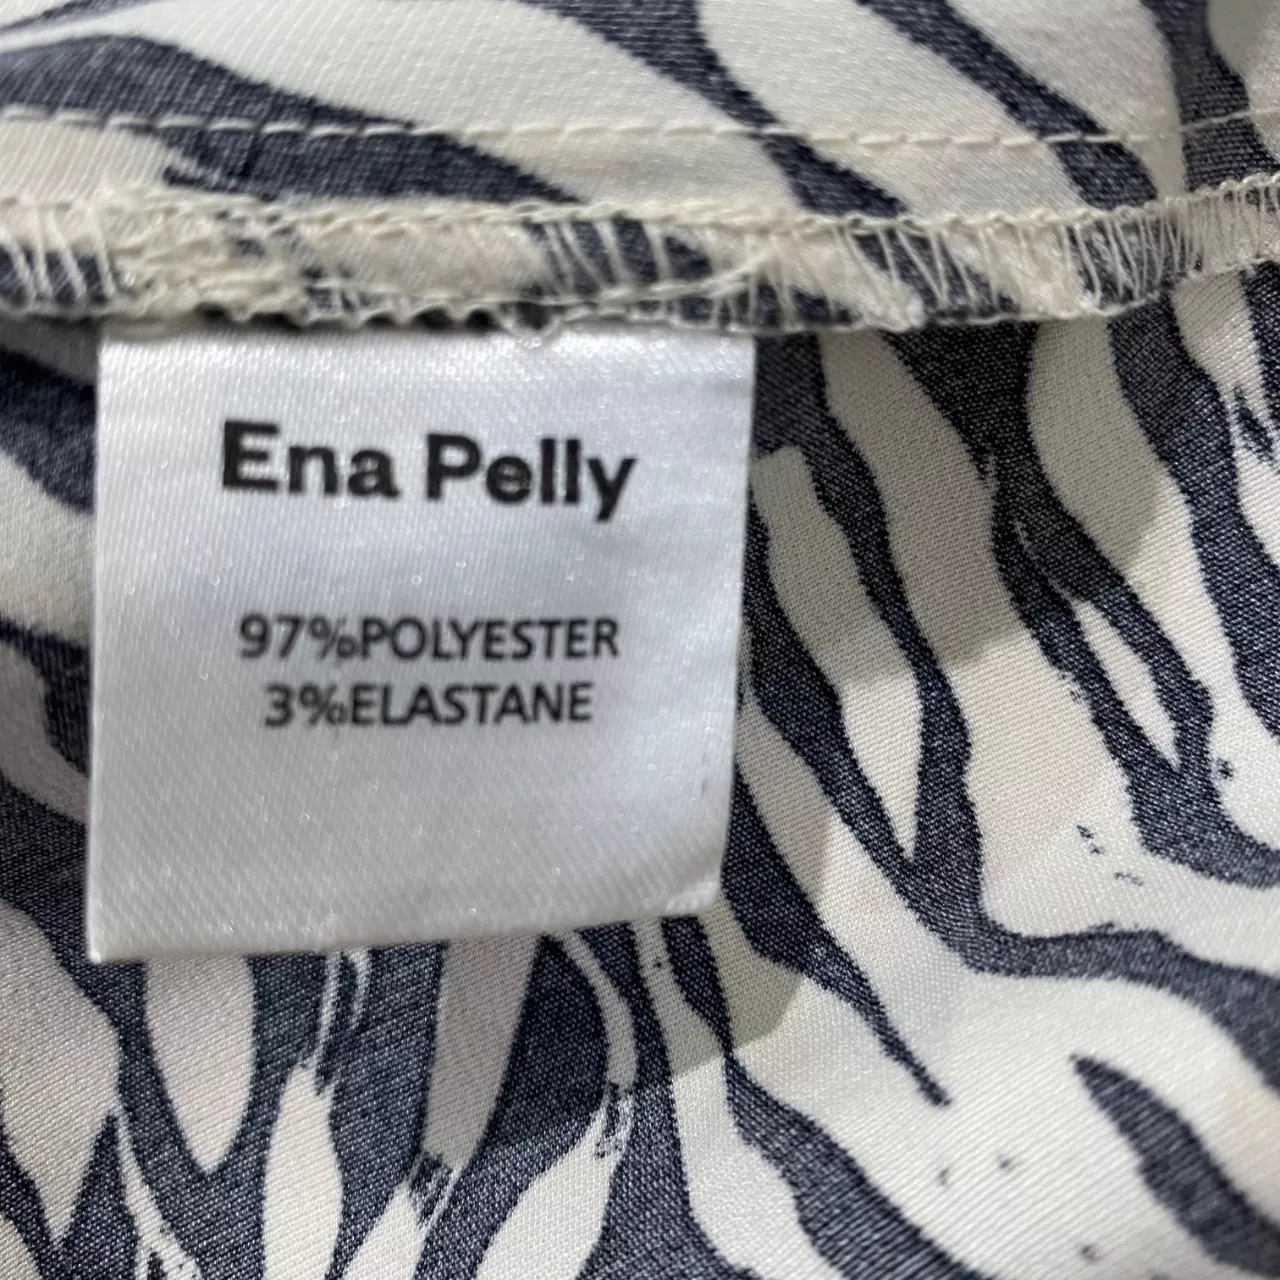 Ena Pelly
97%POLYESTER
3%ELASTANE